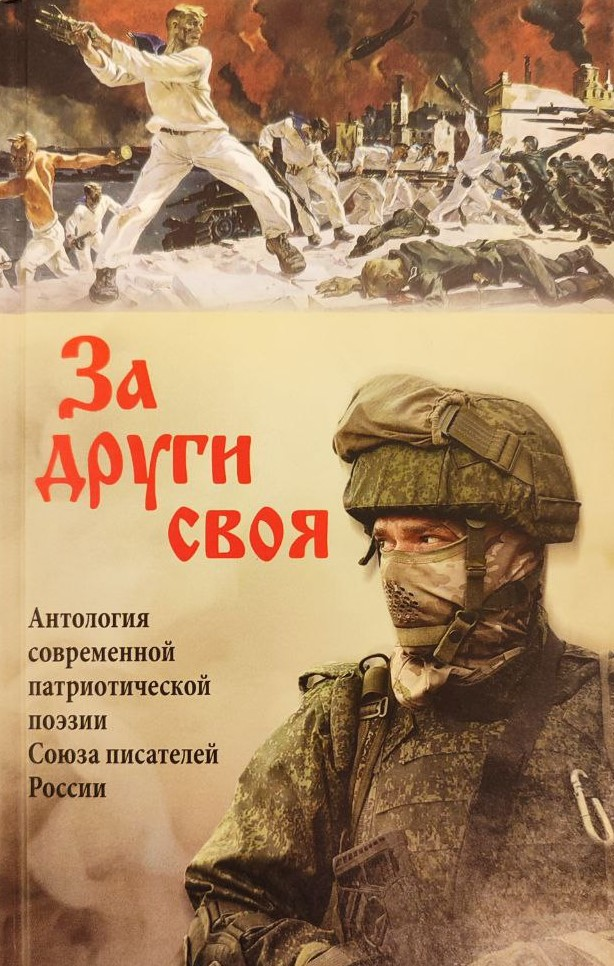 За
други
своя
Антология
современной
патриотической
поэзии
Союза писателей
России